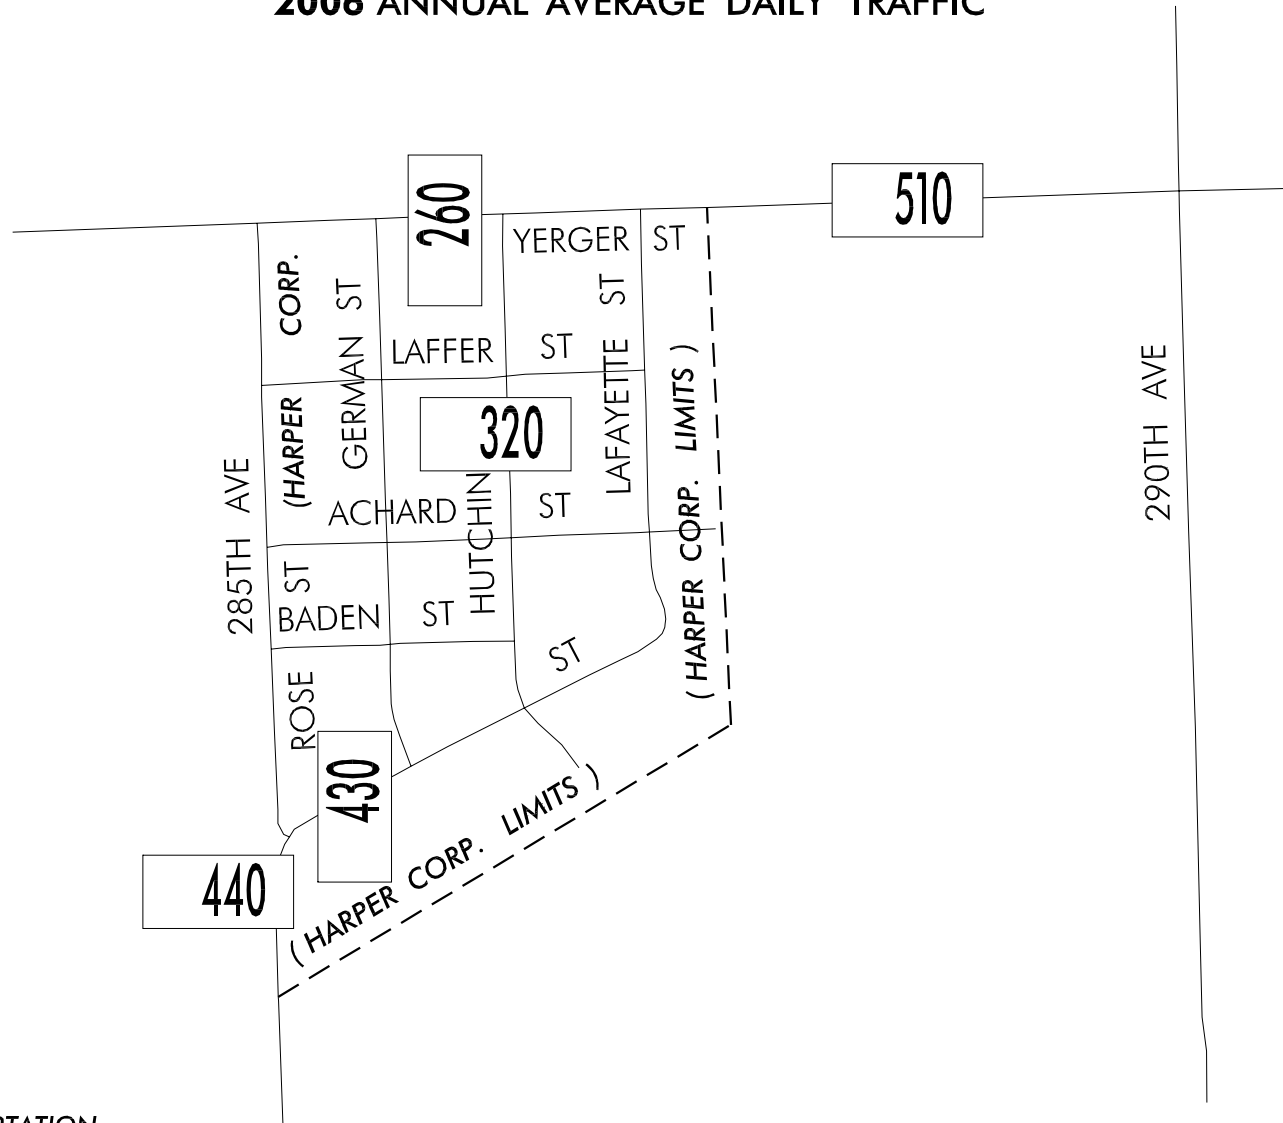 2006 ANNUAL AVERAGE DAILY TRAFFIC
260
510
YERGER ST
CORP.
GERMAN ST
LAFFER ST
LAFAYETTE ST
(HARPER
320
( HARPER CORP. LIMITS )
290TH AVE
285TH AVE
ACHARD ST
HUTCHIN
ST
BADEN ST
ST
ROSE
430
440
( HARPER CORP. LIMITS )